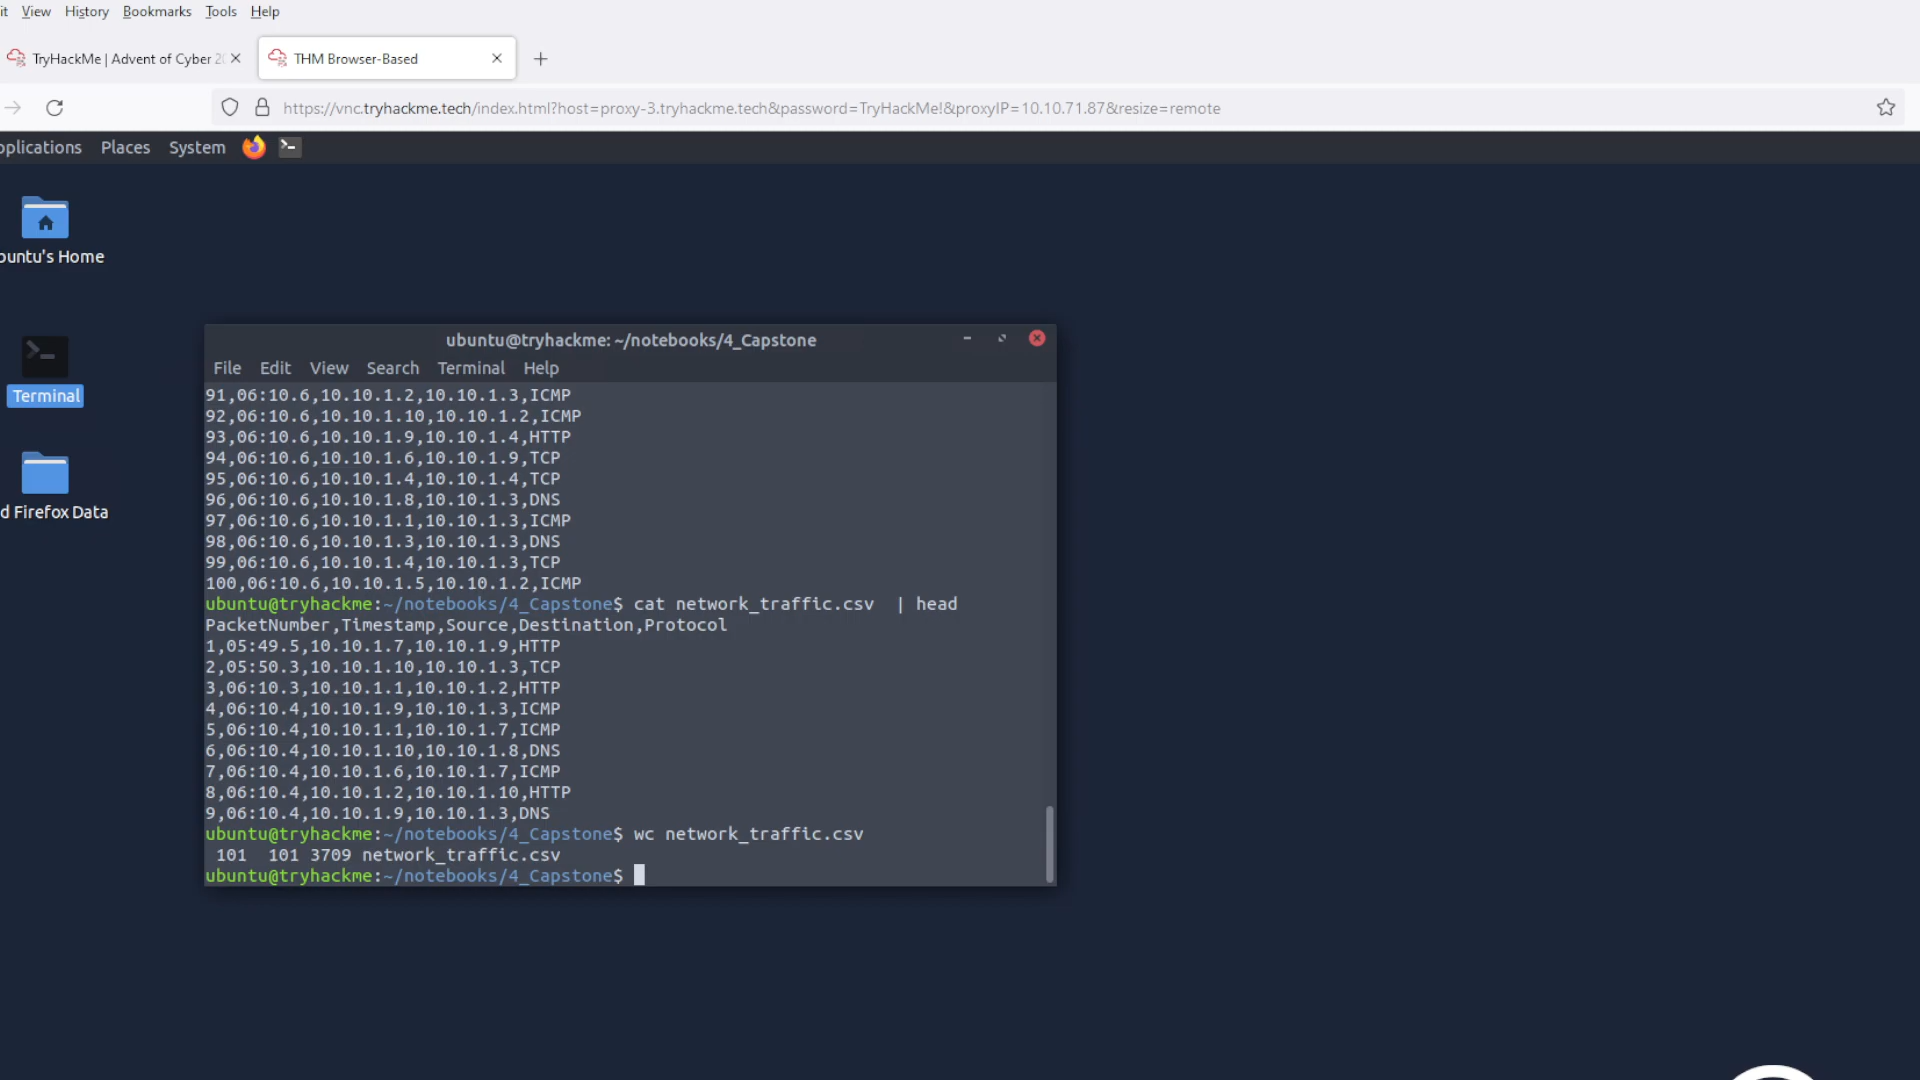 it View History Bookmarks Tools Help
TryHackMe | Advent of Cyber 2
THM Browser-Based
https://vnc.tryhackme.tech/index.html?host=proxy-3.tryhackme.tech&password=TryHackMe!&proxyIP=10.10.71.87&resize=remote
pplications Places System
buntu's Home
Terminal
d Firefox Data
ubuntu@tryhackme: ~/notebooks/4_Capstone
File Edit View Search Terminal Help
91,06:10.6,10.10.1.2,10.10.1.3,ICMP
92,06:10.6,10.10.1.10,10.10.1.2,ICMP
93,06:10.6,10.10.1.9,10.10.1.4,HTTP
94,06:10.6,10.10.1.6,10.10.1.9,TCP
95,06:10.6,10.10.1.4,10.10.1.4,TCP
96,06:10.6,10.10.1.8,10.10.1.3,DNS
97,06:10.6,10.10.1.1,10.10.1.3,ICMP
98,06:10.6,10.10.1.3,10.10.1.3,DNS
99,06:10.6,10.10.1.4,10.10.1.3,TCP
100,06:10.6,10.10.1.5,10.10.1.2,ICMP
ubuntu@tryhackme:~/notebooks/4_Capstone$ cat network_traffic.csv  | head
PacketNumber,Timestamp,Source,Destination,Protocol
1,05:49.5,10.10.1.7,10.10.1.9,HTTP
2,05:50.3,10.10.1.10,10.10.1.3,TCP
3,06:10.3,10.10.1.1,10.10.1.2,HTTP
4,06:10.4,10.10.1.9,10.10.1.3,ICMP
5,06:10.4,10.10.1.1,10.10.1.7,ICMP
6,06:10.4,10.10.1.10,10.10.1.8,DNS
7,06:10.4,10.10.1.6,10.10.1.7,ICMP
8,06:10.4,10.10.1.2,10.10.1.10,HTTP
9,06:10.4,10.10.1.9,10.10.1.3,DNS
ubuntu@tryhackme:~/notebooks/4_Capstone$ wc network_traffic.csv
101  101 3709 network_traffic.csv
ubuntu@tryhackme:~/notebooks/4_Capstone$